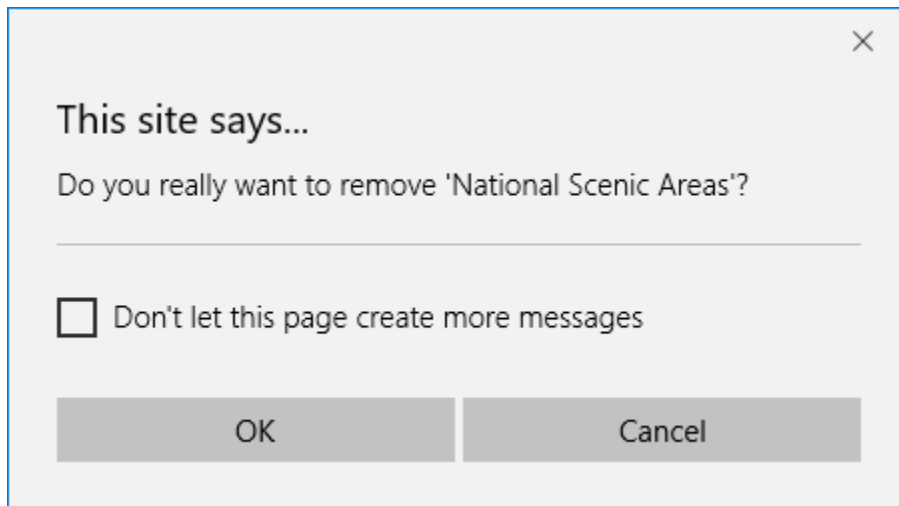 This site says...
Do you really want to remove 'National Scenic Areas'?
Don't let this page create more messages
OK
Cancel